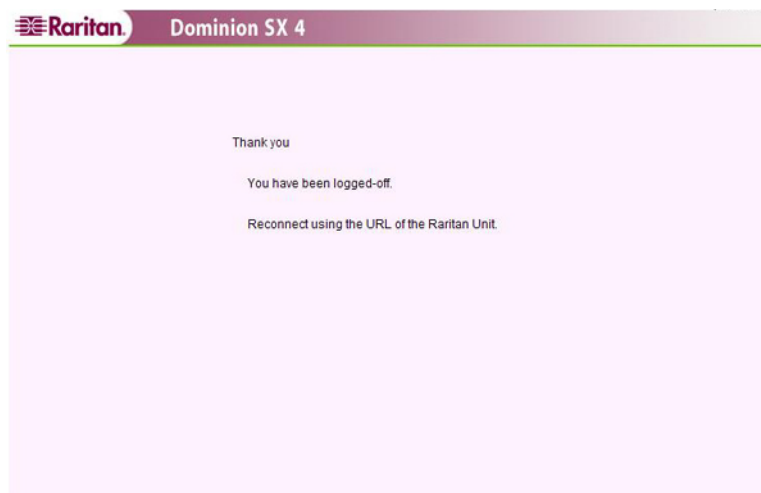 Raritan.
Dominion SX 4
Thank you
You have been logged-off.
Reconnect using the URL of the Raritan Unit.